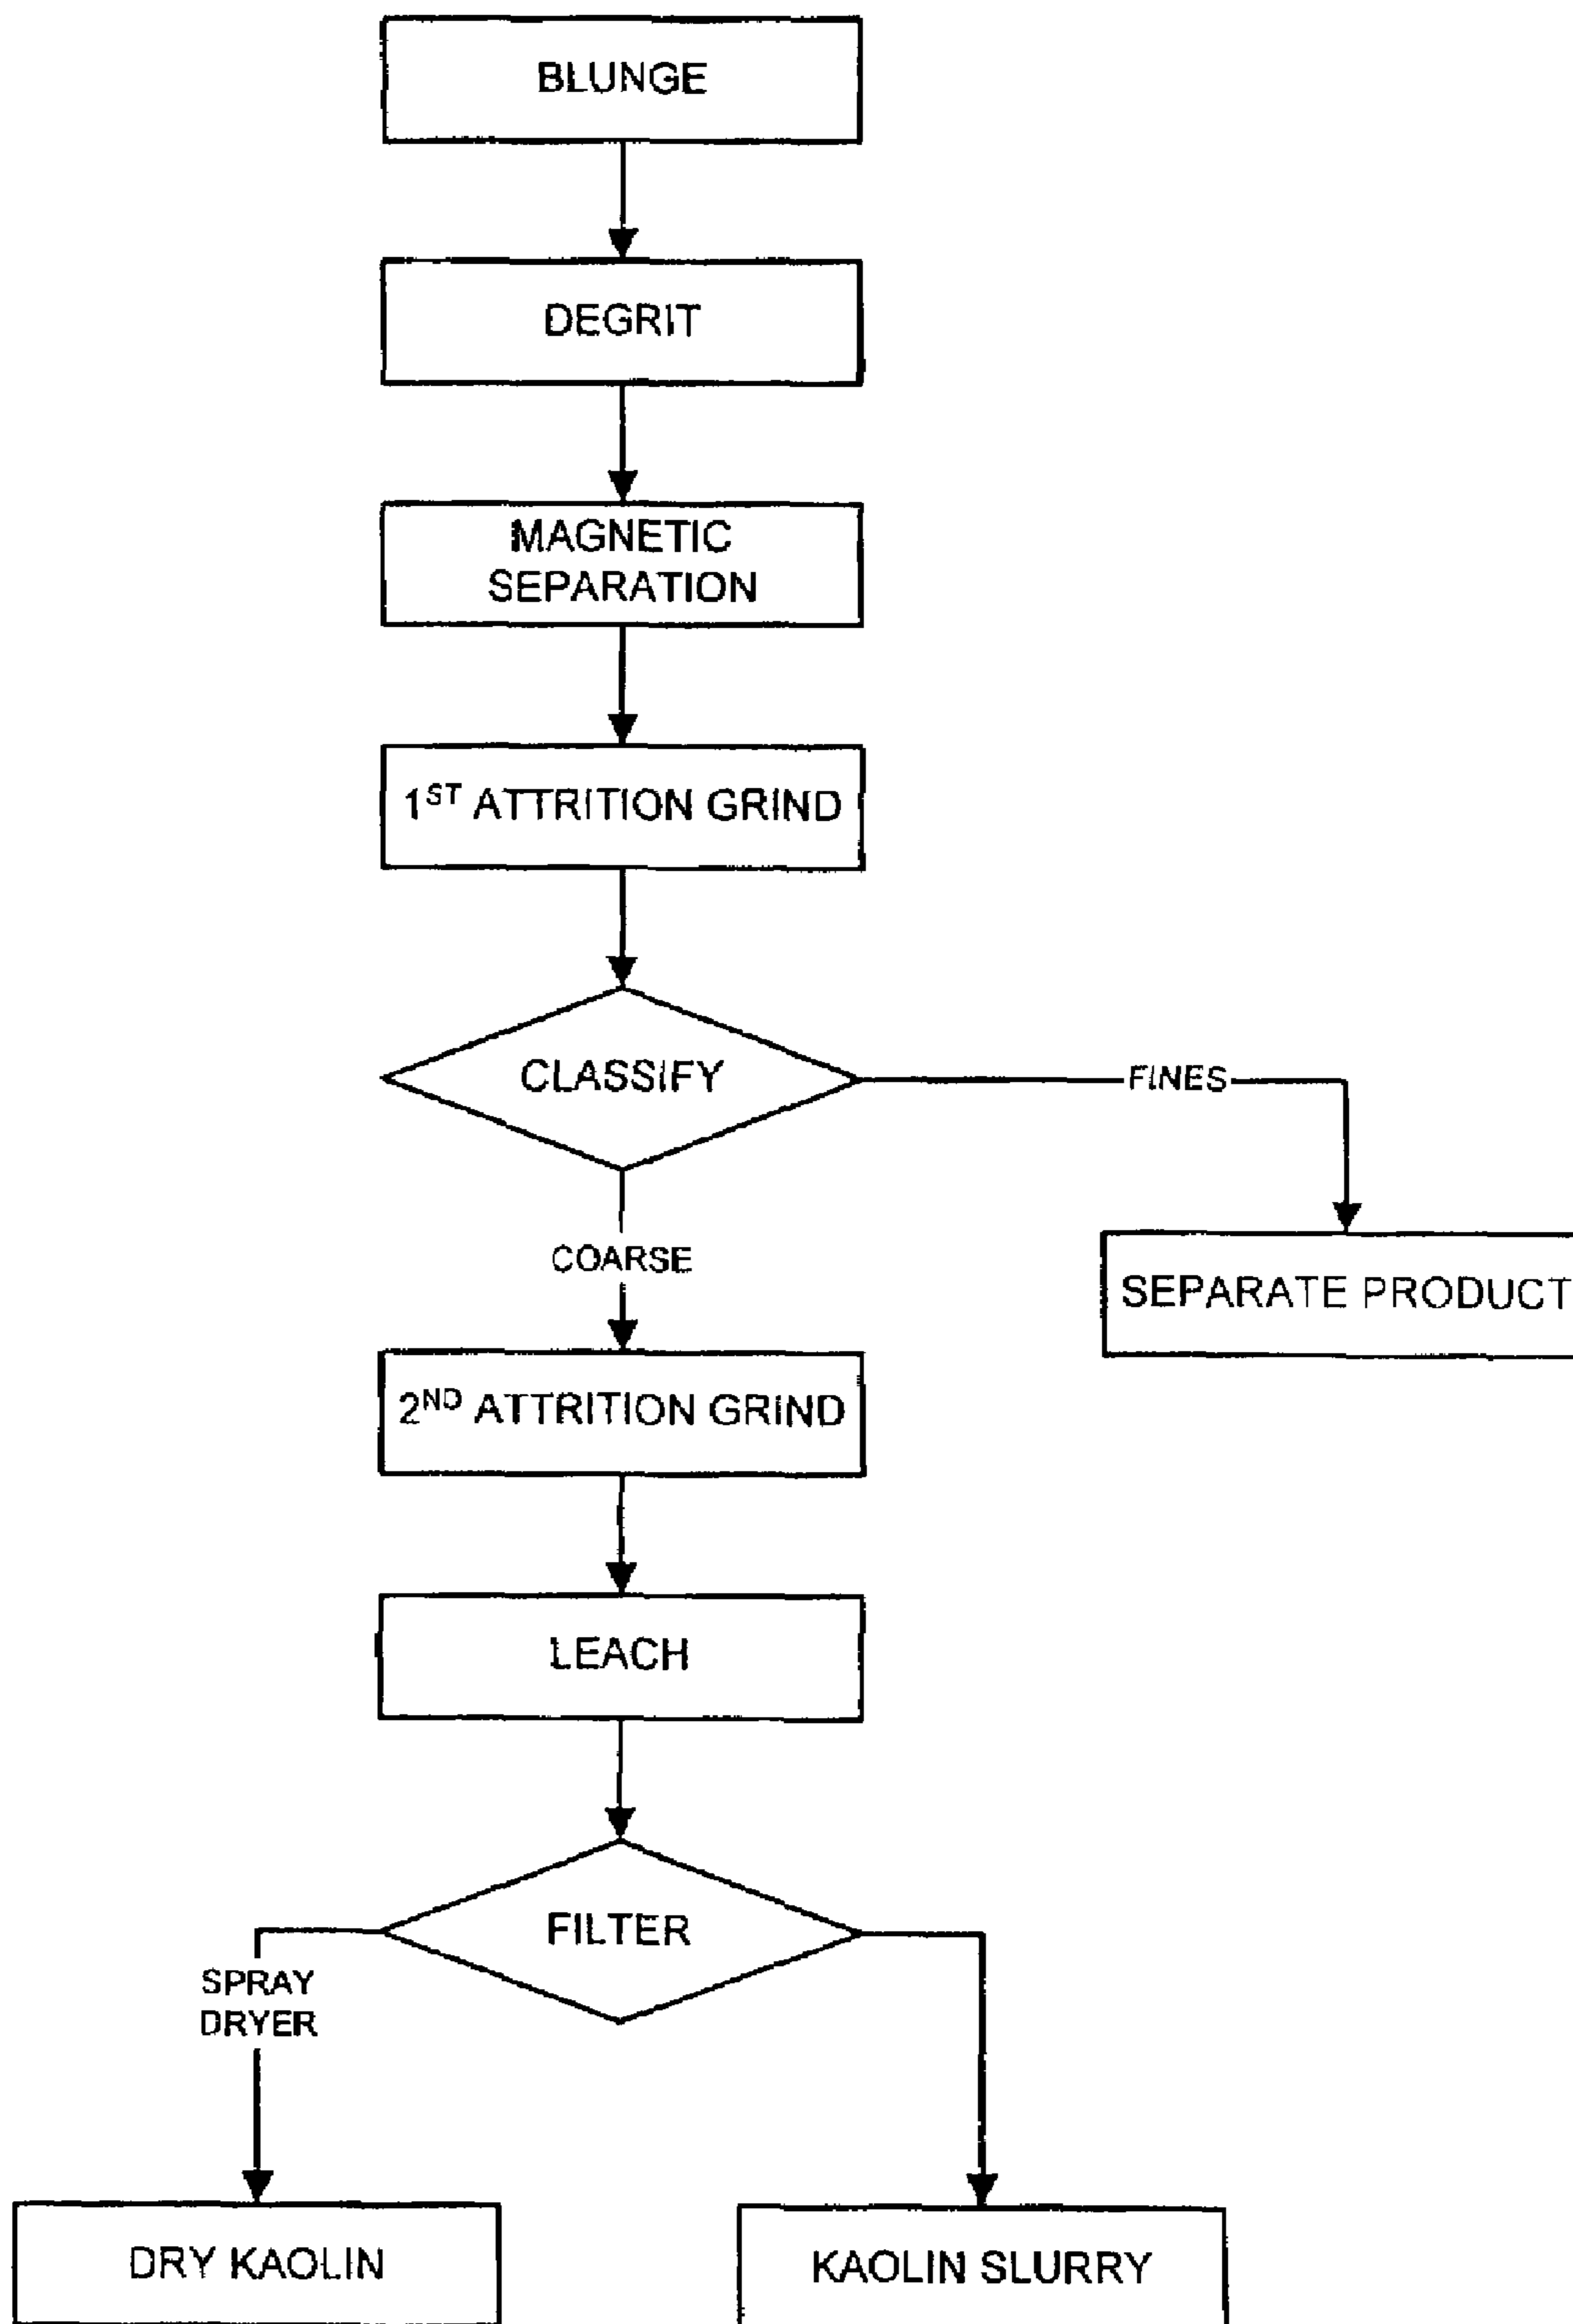 BLUNGE
DEGRIT
MAGNETIC
SEPARATION
1ST ATTRITION GRIND
CLASSIFY
FINES
COARSE
SEPARATE PRODUCT
2ND ATTRITION GRIND
LEACH
FILTER
SPRAY
DRYER
DRY KAOLIN
KAOLIN SLURRY